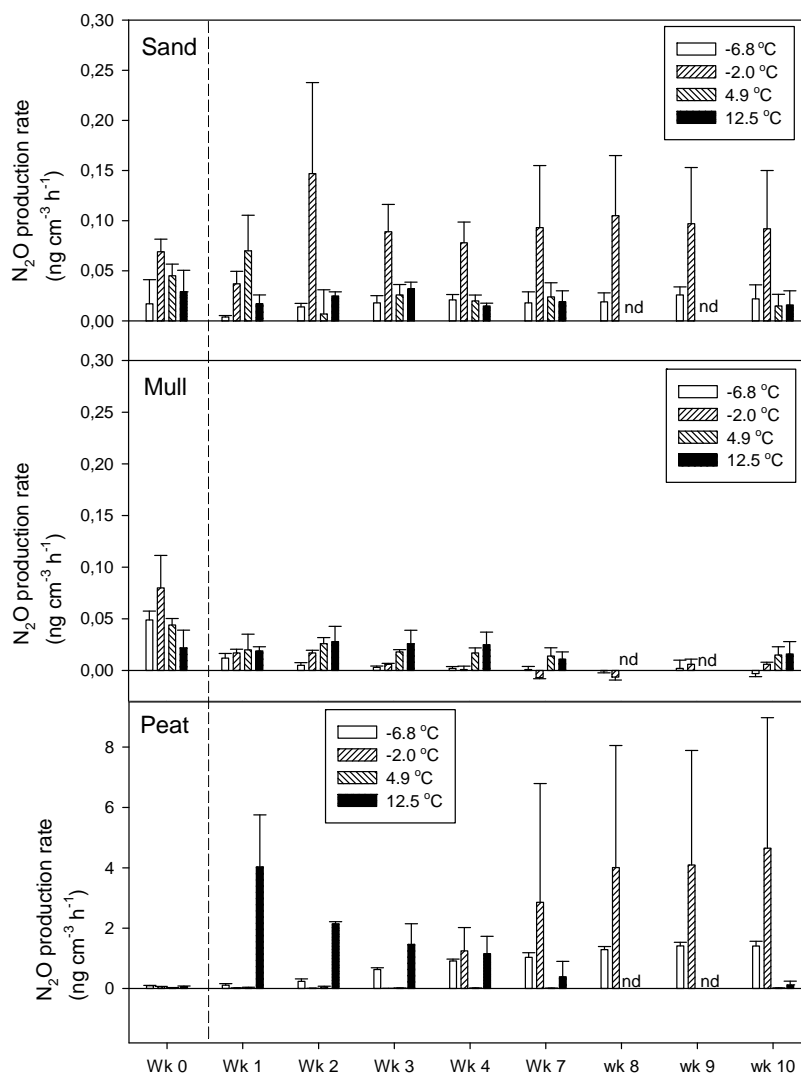 Sand
-6.8 °C
-2.0 °C
4.9 °C
12.5 °C
0,30
0,25
0,20
0,15
0,10
0,05
0,00
N₂O production rate
(ng cm⁻³ h⁻¹)
nd
nd
Mull
-6.8 °C
-2.0 °C
4.9 °C
12.5 °C
0,30
0,25
0,20
0,15
0,10
0,05
0,00
N₂O production rate
(ng cm⁻³ h⁻¹)
nd
nd
Peat
-6.8 °C
-2.0 °C
4.9 °C
12.5 °C
8
6
4
2
0
N₂O production rate
(ng cm⁻³ h⁻¹)
nd
nd
Wk 0 Wk 1 Wk 2 Wk 3 Wk 4 Wk 7 wk 8 wk 9 wk 10